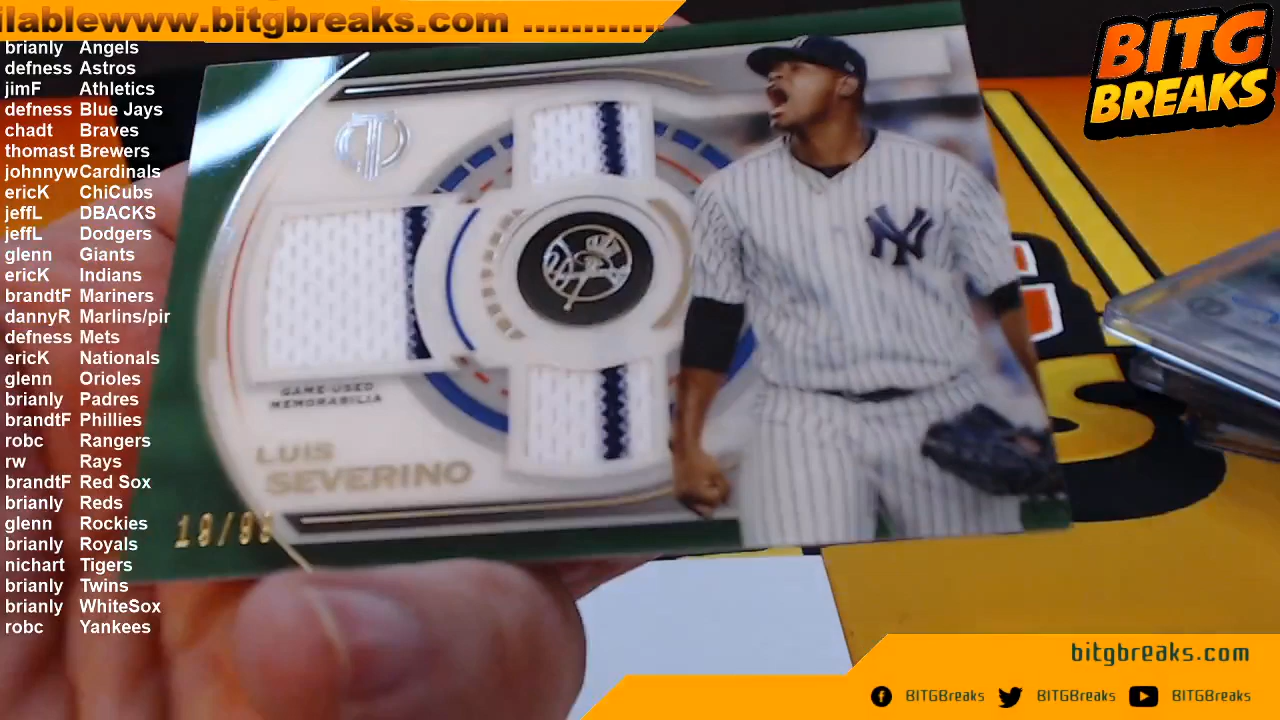 ilablewww.bitgbreaks.com ............
BITG
BREAKS
brianly Angels
defness Astros
jimF Athletics
defness Blue Jays
chadt Braves
thomast Brewers
johnnyw Cardinals
ericK ChiCubs
jeffL DBACKS
jeffL Dodgers
glenn Giants
ericK Indians
brandtF Mariners
dannyR Marlins/pir
defness Mets
ericK Nationals
glenn Orioles
brianly Padres
brandtF Phillies
robc Rangers
rw Rays
brandtF Red Sox
brianly Reds
glenn Rockies
brianly Royals
nichart Tigers
brianly Twins
brianly WhiteSox
robc Yankees
NY
GAME-USED
MEMORABILIA
LUIS
SEVERINO
19/99
bitgbreaks.com
BITGBreaks BITGBreaks BITGBreaks